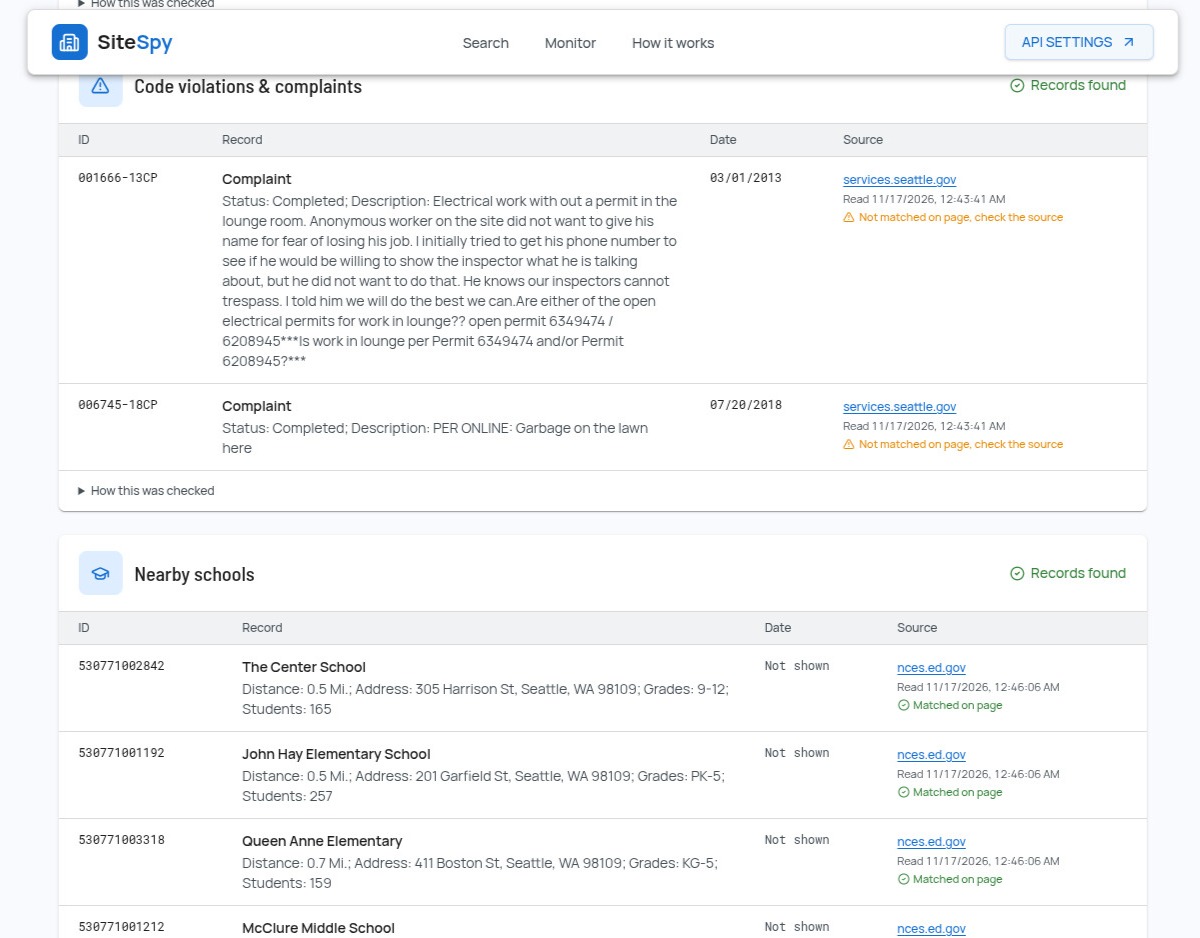 How this was checked
SiteSpy
Search
Monitor
How it works
API SETTINGS
Code violations & complaints
Records found
ID
Record
Date
Source
001666-13CP
Complaint
Status: Completed; Description: Electrical work with out a permit in the
lounge room. Anonymous worker on the site did not want to give his
name for fear of losing his job. I initially tried to get his phone number to
see if he would be willing to show the inspector what he is talking
about, but he did not want to do that. He knows our inspectors cannot
trespass. I told him we will do the best we can.Are either of the open
electrical permits for work in lounge?? open permit 6349474 /
6208945***Is work in lounge per Permit 6349474 and/or Permit
6208945?***
03/01/2013
services.seattle.gov
Read 11/17/2026, 12:43:41 AM
Not matched on page, check the source
006745-18CP
Complaint
Status: Completed; Description: PER ONLINE: Garbage on the lawn
here
07/20/2018
services.seattle.gov
Read 11/17/2026, 12:43:41 AM
Not matched on page, check the source
How this was checked
Nearby schools
Records found
ID
Record
Date
Source
530771002842
The Center School
Distance: 0.5 Mi.; Address: 305 Harrison St, Seattle, WA 98109; Grades: 9-12;
Students: 165
Not shown
nces.ed.gov
Read 11/17/2026, 12:46:06 AM
Matched on page
530771001192
John Hay Elementary School
Distance: 0.5 Mi.; Address: 201 Garfield St, Seattle, WA 98109; Grades: PK-5;
Students: 257
Not shown
nces.ed.gov
Read 11/17/2026, 12:46:06 AM
Matched on page
530771003318
Queen Anne Elementary
Distance: 0.7 Mi.; Address: 411 Boston St, Seattle, WA 98109; Grades: KG-5;
Students: 159
Not shown
nces.ed.gov
Read 11/17/2026, 12:46:06 AM
Matched on page
530771001212
McClure Middle School
Not shown
nces.ed.gov